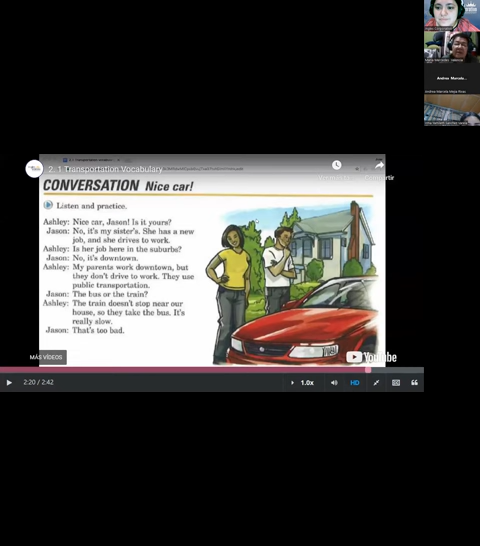 2. 1 Transportation Vocabulary
CONVERSATION Nice car!
Listen and practice.
Ashley: Nice car, Jason! Is it yours?
Jason: No, it's my sister's. She has a new
job, and she drives to work.
Ashley: Is her job here in the suburbs?
Jason: No, it's downtown.
Ashley: My parents work downtown, but
they don't drive to work. They use
public transportation.
Jason: The bus or the train?
Ashley: The train doesn't stop near our
house, so they take the bus. It's
really slow.
Jason: That's too bad.
MÁS VÍDEOS
YouTube
2:20 / 2:42
1.0x
HD